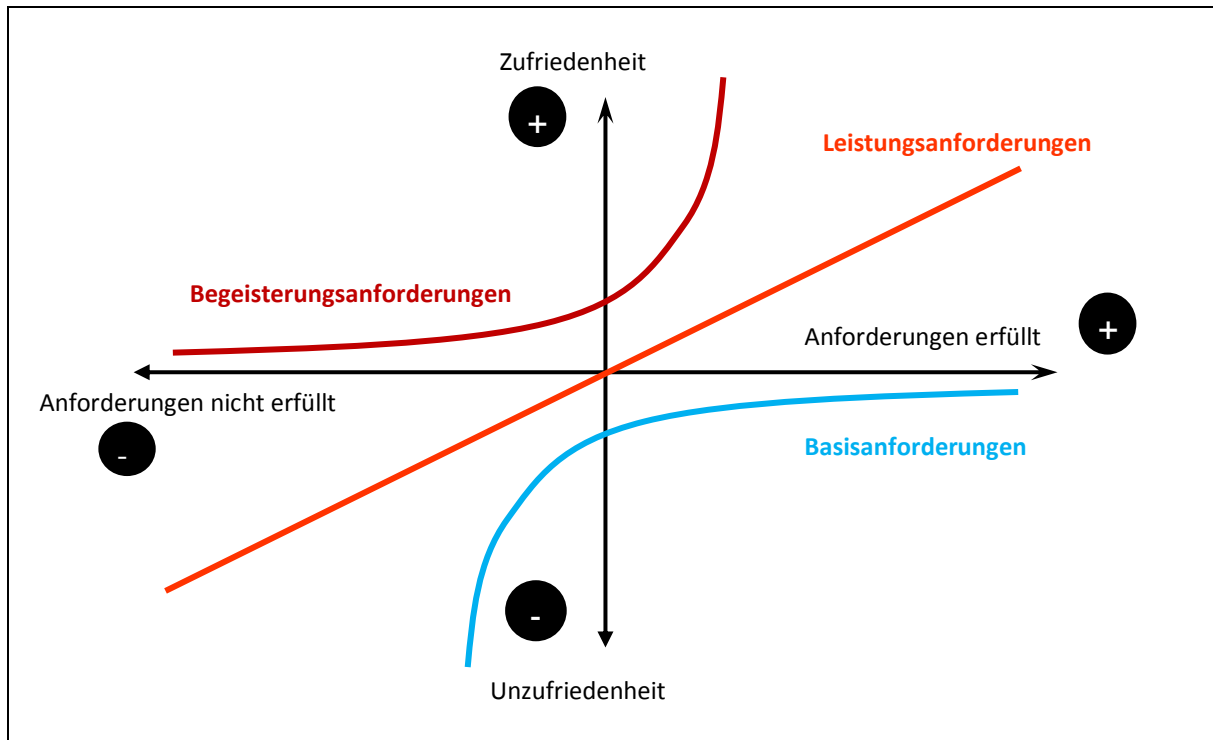 Zufriedenheit
+
Leistungsanforderungen
Begeisterungsanforderungen
+
Anforderungen erfüllt
Anforderungen nicht erfüllt
-
Basisanforderungen
-
Unzufriedenheit